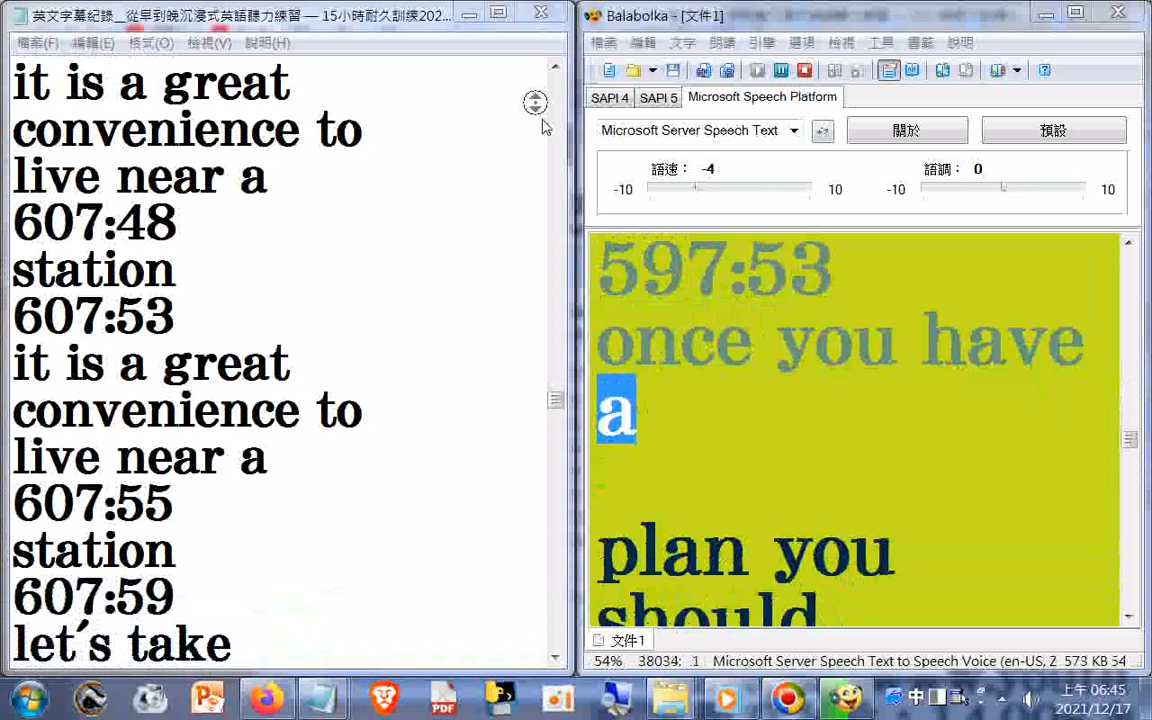 英文字幕紀錄__從早到晚沉浸式英語聽力練習 — 15小時耐久訓練202...
檔案(F) 編輯(E) 格式(O) 檢視(V) 說明(H)
it is a great
convenience to
live near a
607:48
station
607:53
it is a great
convenience to
live near a
607:55
station
607:59
let's take
Balabolka - [文件1]
檔案 編輯 文字 朗讀 引擎 選項 檢視 工具 書籤 說明
SAPI 4 SAPI 5 Microsoft Speech Platform
Microsoft Server Speech Text 關於 預設
語速： -4 語調： 0
-10 10 -10 10
597:53
once you have
a
plan you
should
文件1
54% 38034: 1 Microsoft Server Speech Text to Speech Voice (en-US, 2 573 KB 54
PDF
中
上午 06:45
2021/12/17